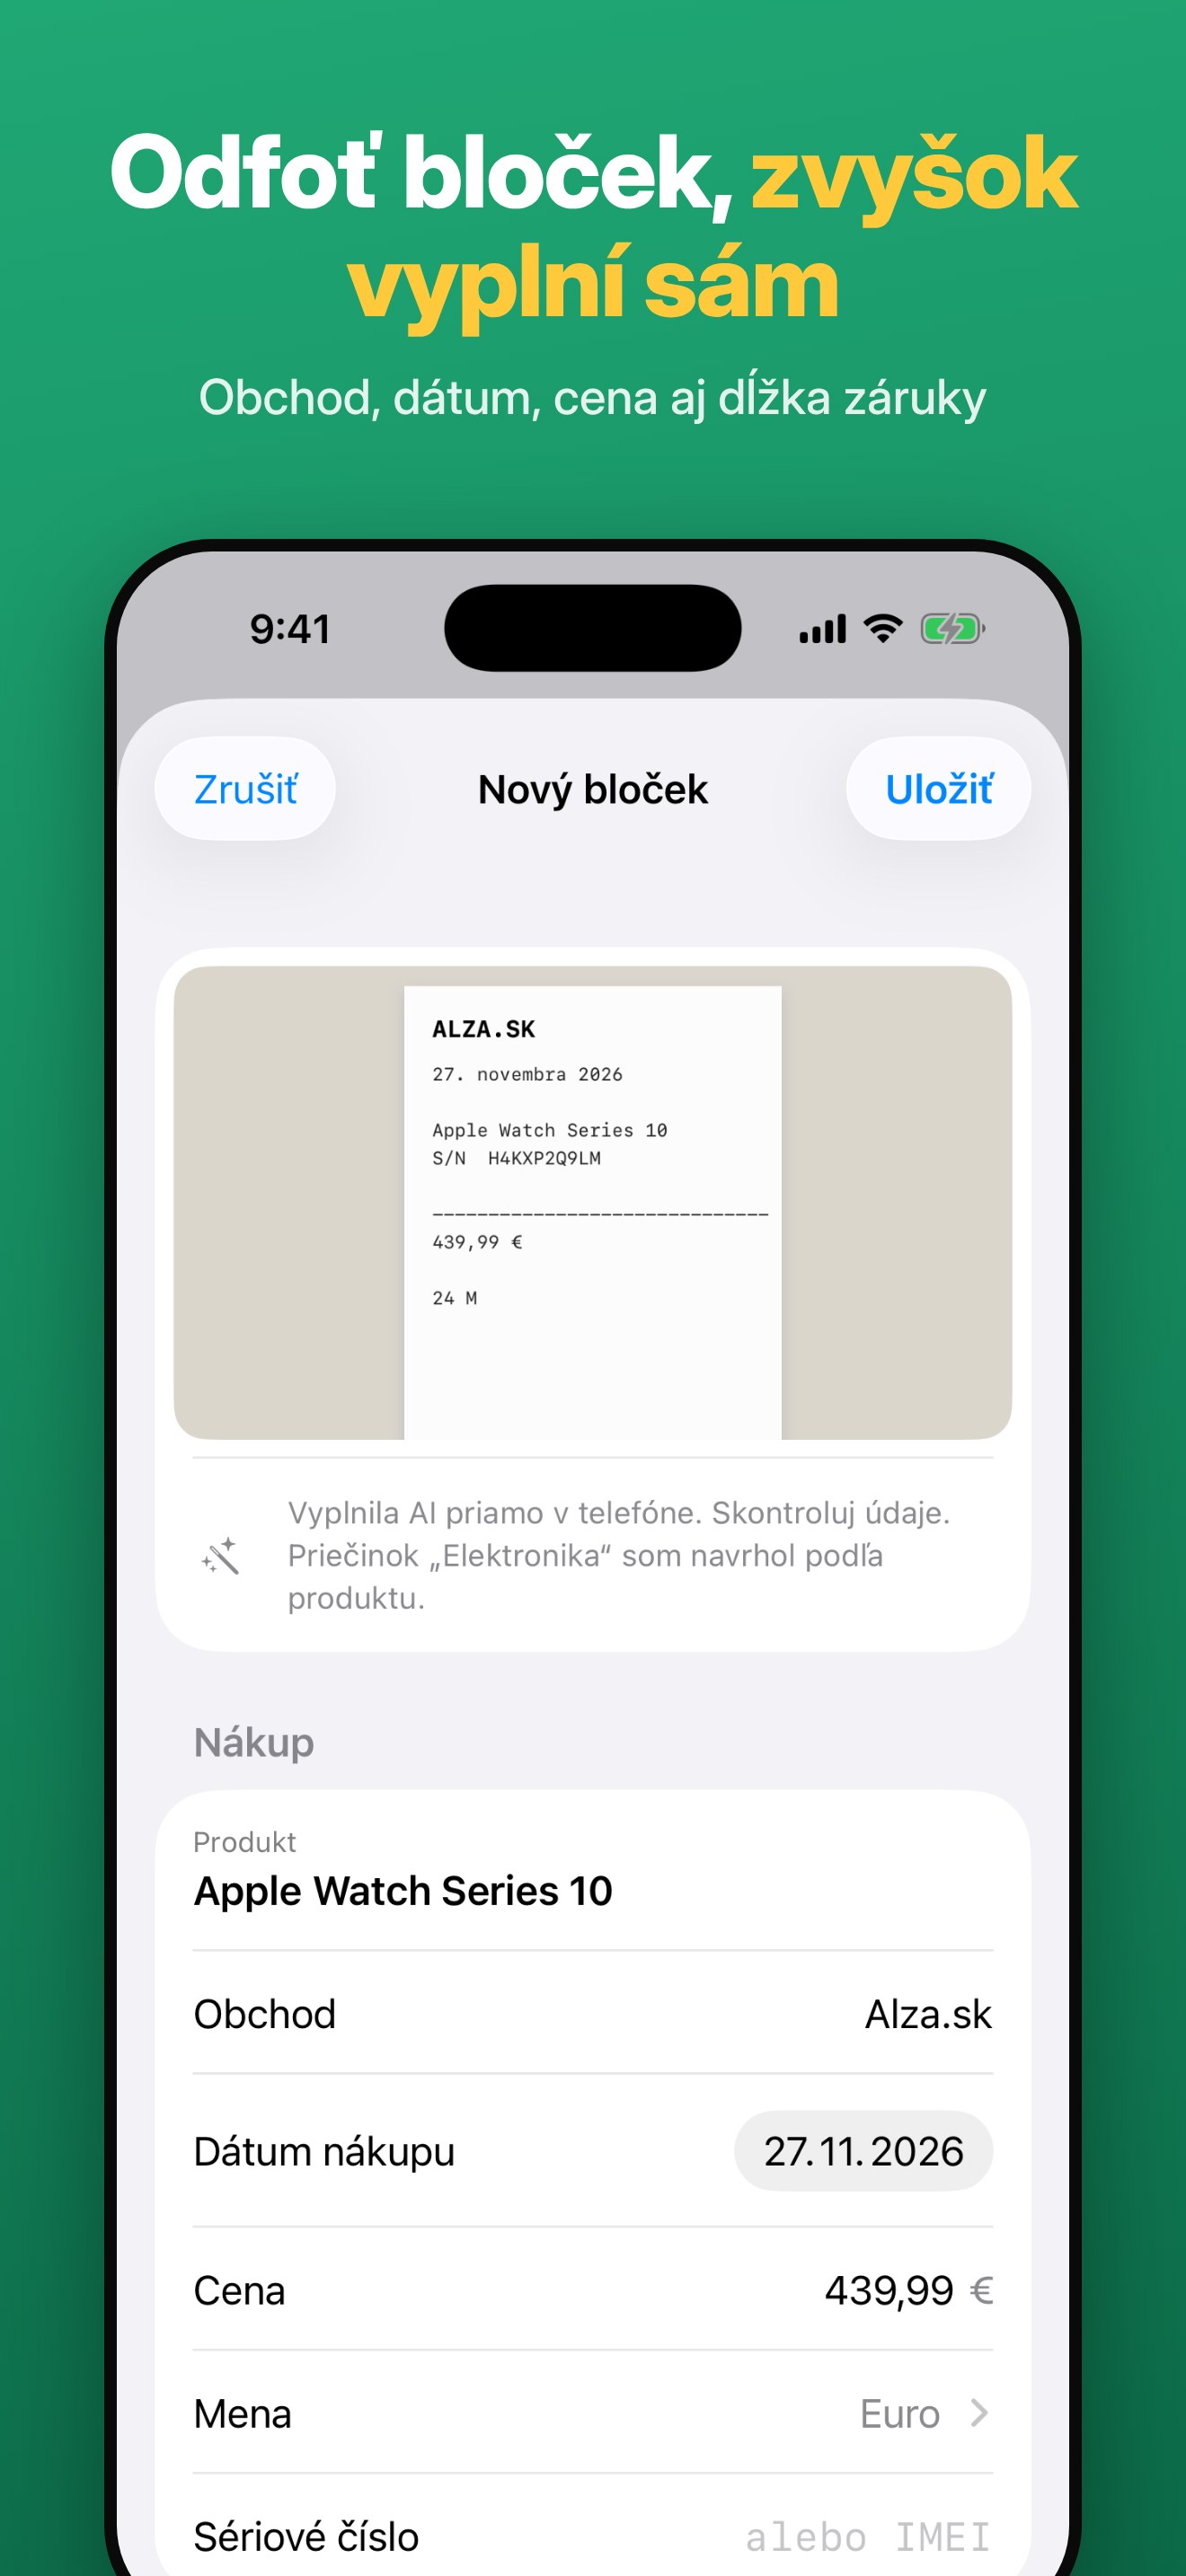 Odfoť bloček, zvyšok
vyplní sám
Obchod, dátum, cena aj dĺžka záruky
9:41
Zrušiť
Nový bloček
Uložiť
ALZA.SK
27. novembra 2026
Apple Watch Series 10
S/N H4KXP2Q9LM
------------------------------
439,99 €
24 M
Vyplnila AI priamo v telefóne. Skontroluj údaje.
Priečinok „Elektronika“ som navrhol podľa
produktu.
Nákup
Produkt
Apple Watch Series 10
Obchod Alza.sk
Dátum nákupu 27. 11. 2026
Cena 439,99 €
Mena Euro
Sériové číslo alebo IMEI